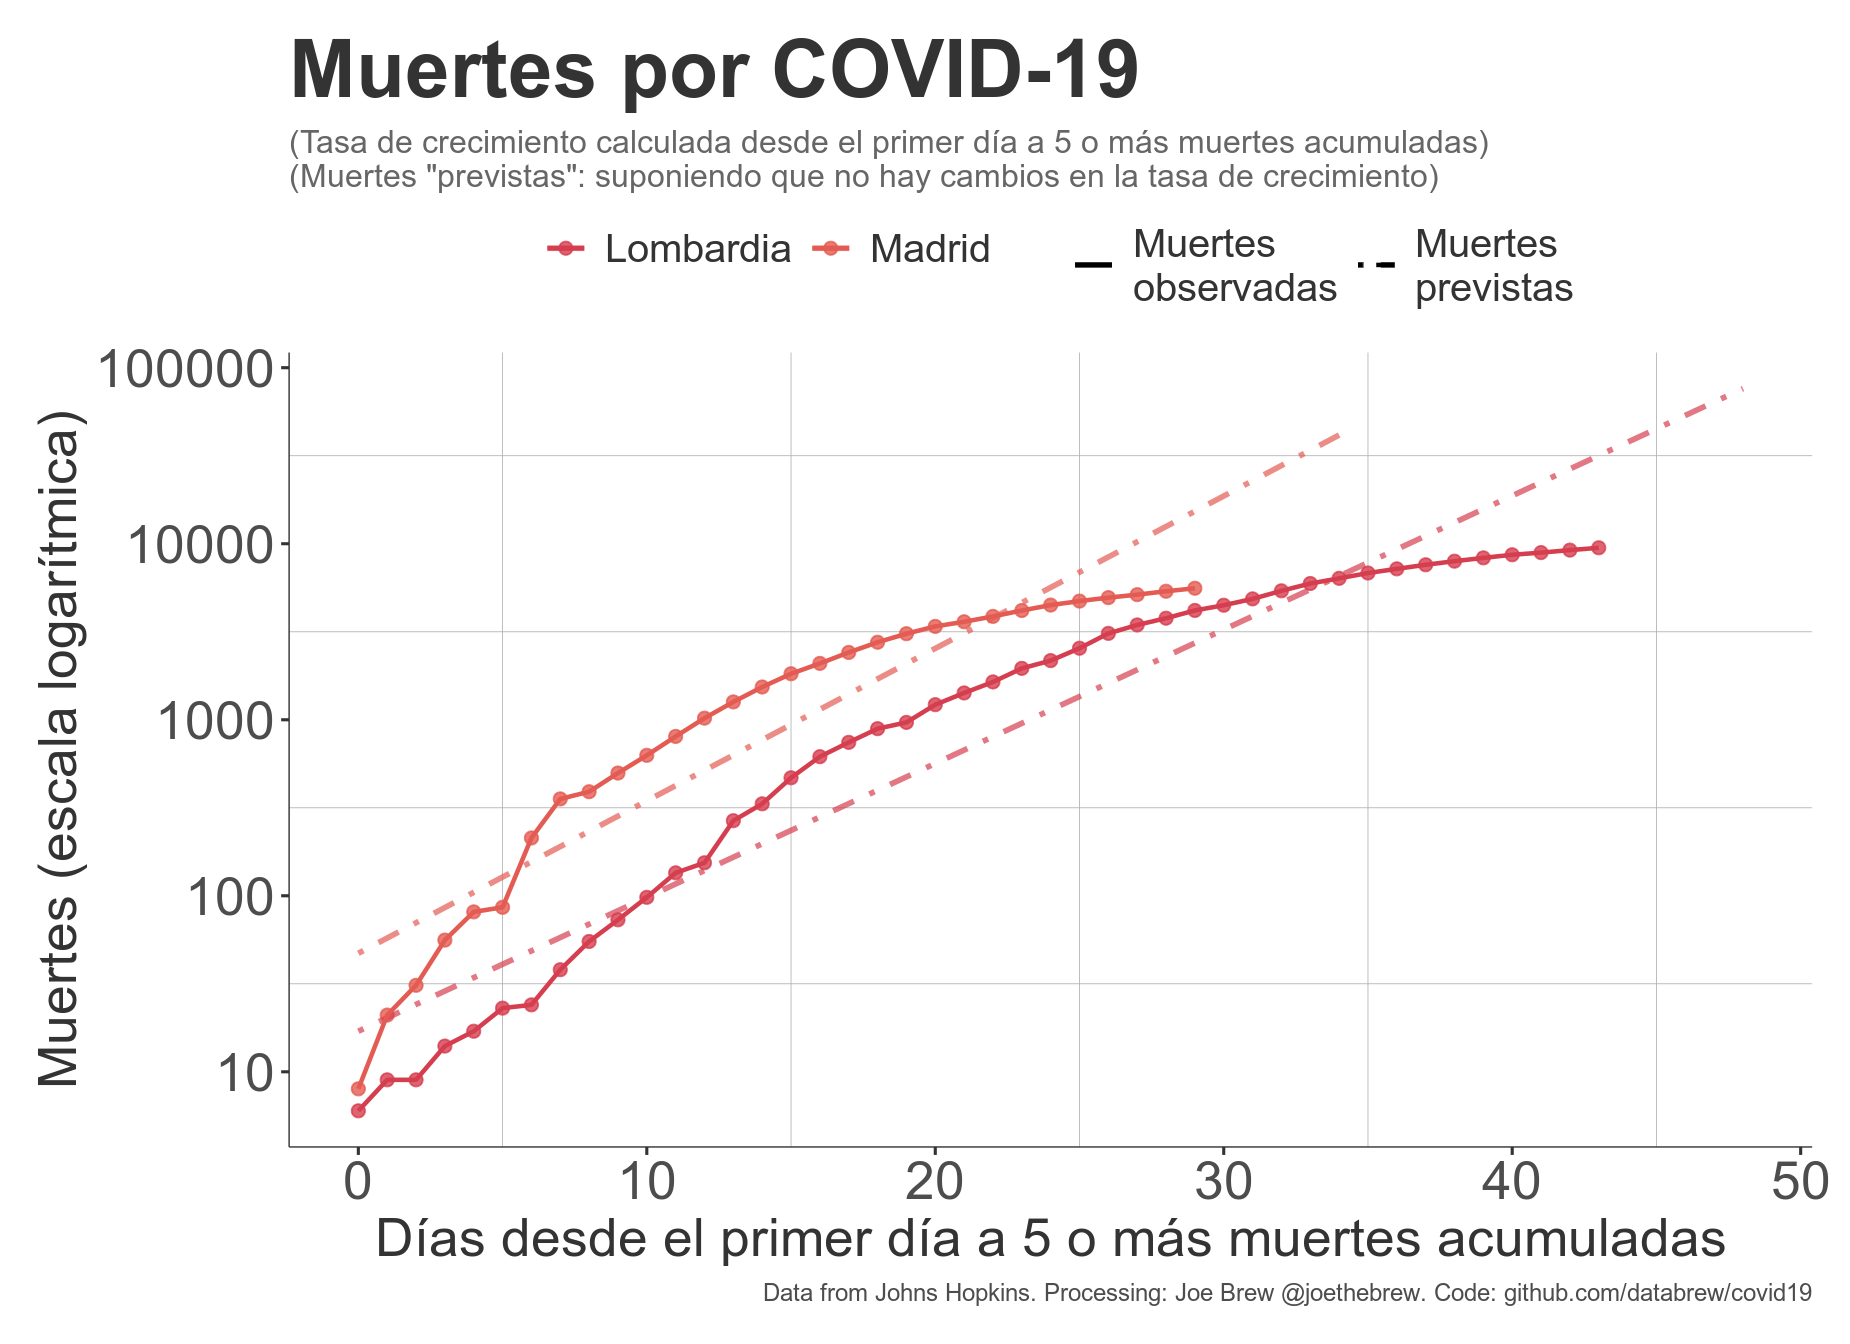 Muertes por COVID-19
(Tasa de crecimiento calculada desde el primer día a 5 o más muertes acumuladas)
(Muertes "previstas": suponiendo que no hay cambios en la tasa de crecimiento)
Lombardia
Madrid
Muertes
observadas
Muertes
previstas
Muertes (escala logarítmica)
100000
10000
1000
100
10
0 10 20 30 40 50
Días desde el primer día a 5 o más muertes acumuladas
Data from Johns Hopkins. Processing: Joe Brew @joethebrew. Code: github.com/databrew/covid19